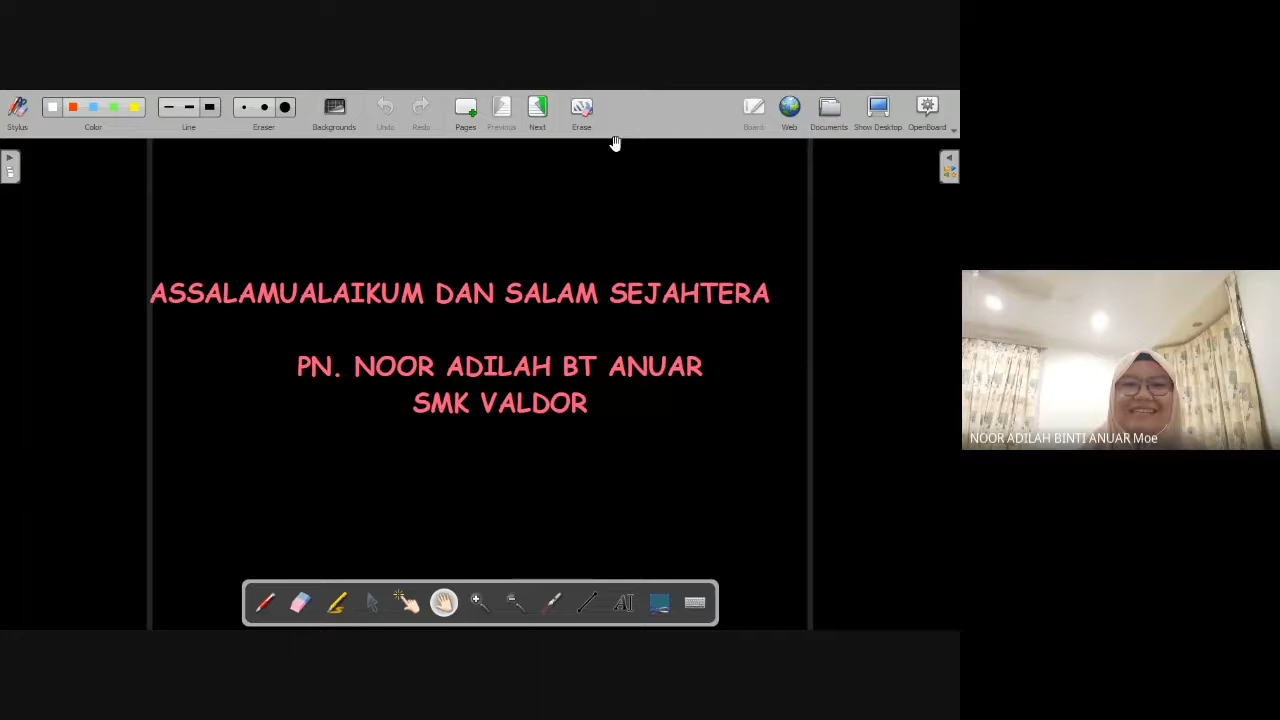 Stylus
Color
Line
Eraser
Backgrounds
Undo
Redo
Pages
Previous
Next
Erase
Board
Web
Documents
Show Desktop
OpenBoard
ASSALAMUALAIKUM DAN SALAM SEJAHTERA
PN. NOOR ADILAH BT ANUAR
SMK VALDOR
NOOR ADILAH BINTI ANUAR Moe
AI